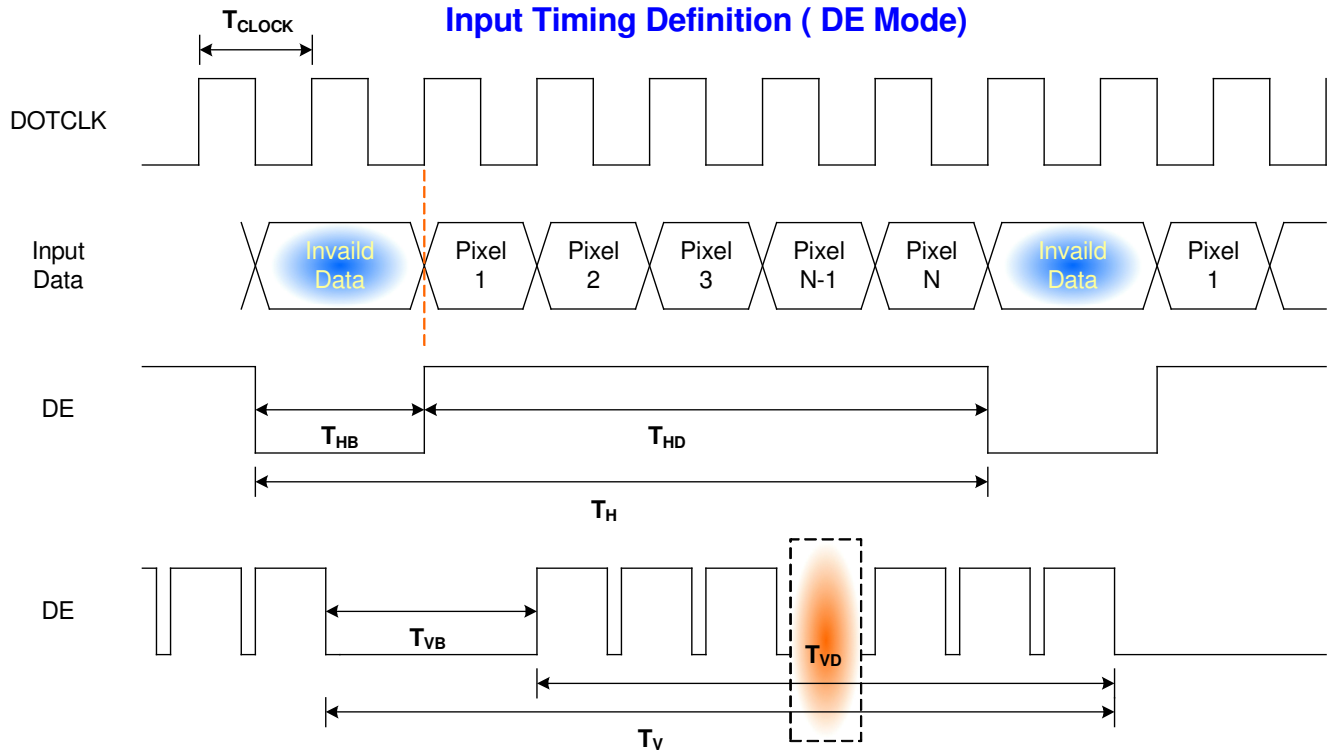 Input Timing Definition ( DE Mode)
TCLOCK
DOTCLK
Input
Data
Invaild
Data
Pixel
1
Pixel
2
Pixel
3
Pixel
N-1
Pixel
N
Invaild
Data
Pixel
1
DE
THB
THD
TH
DE
TVB
TVD
TV